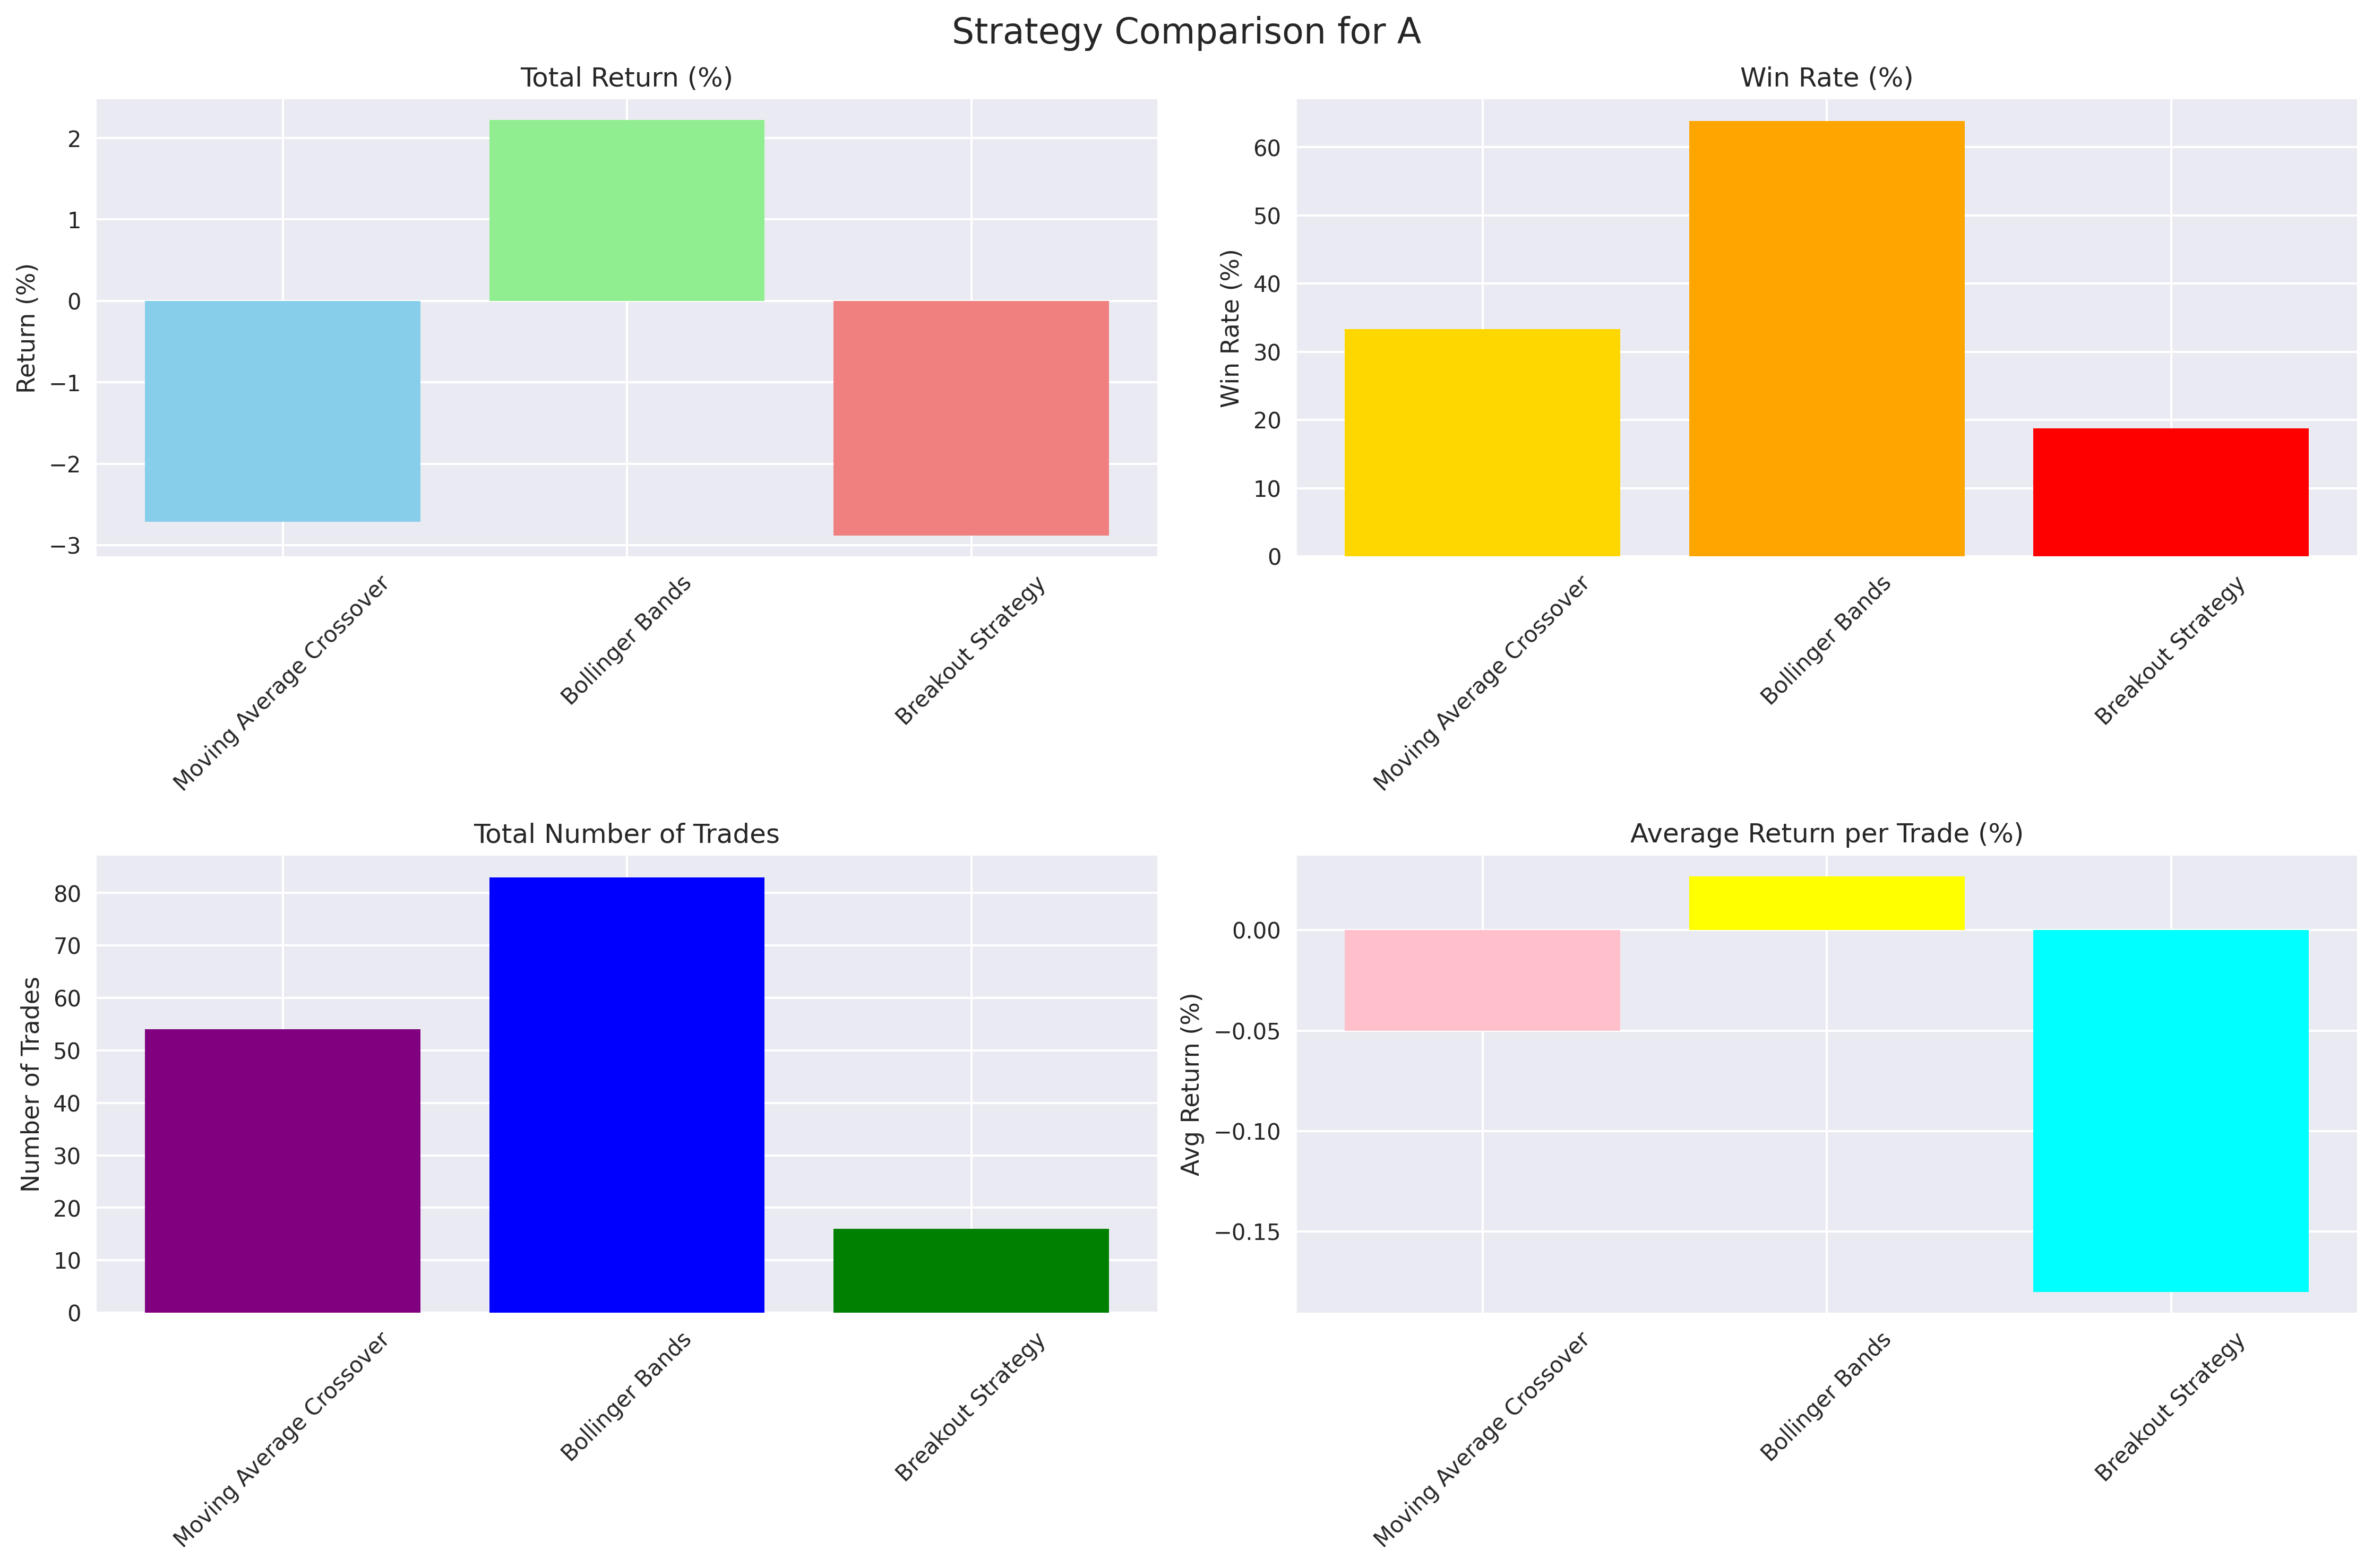 Strategy Comparison for A
Total Return (%)
Return (%)
2
1
0
−1
−2
−3
Moving Average Crossover
Bollinger Bands
Breakout Strategy
Win Rate (%)
Win Rate (%)
60
50
40
30
20
10
0
Moving Average Crossover
Bollinger Bands
Breakout Strategy
Total Number of Trades
Number of Trades
80
70
60
50
40
30
20
10
0
Moving Average Crossover
Bollinger Bands
Breakout Strategy
Average Return per Trade (%)
Avg Return (%)
0.00
−0.05
−0.10
−0.15
Moving Average Crossover
Bollinger Bands
Breakout Strategy